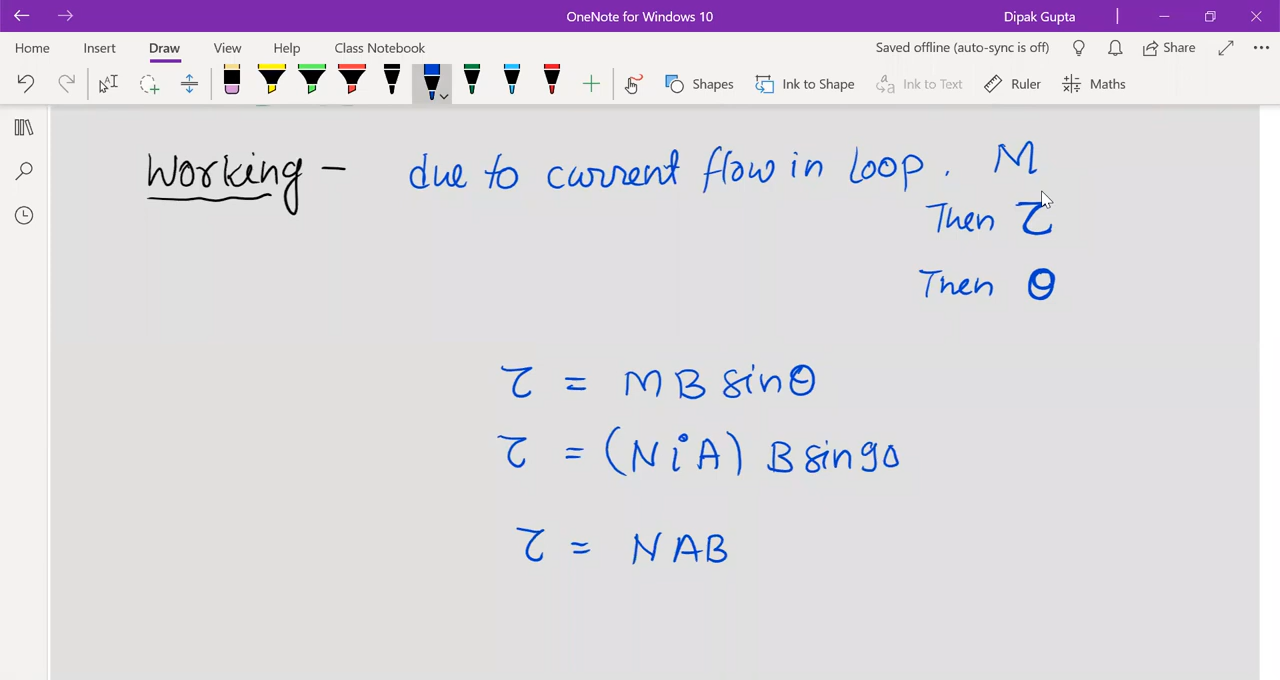 OneNote for Windows 10
Dipak Gupta
Home Insert Draw View Help Class Notebook
Saved offline (auto-sync is off) Share
Shapes Ink to Shape Ink to Text Ruler Maths
Working - due to current flow in loop. M
Then τ
Then θ
τ = MB sinθ
τ = (NiA) B sin90
τ = NAB